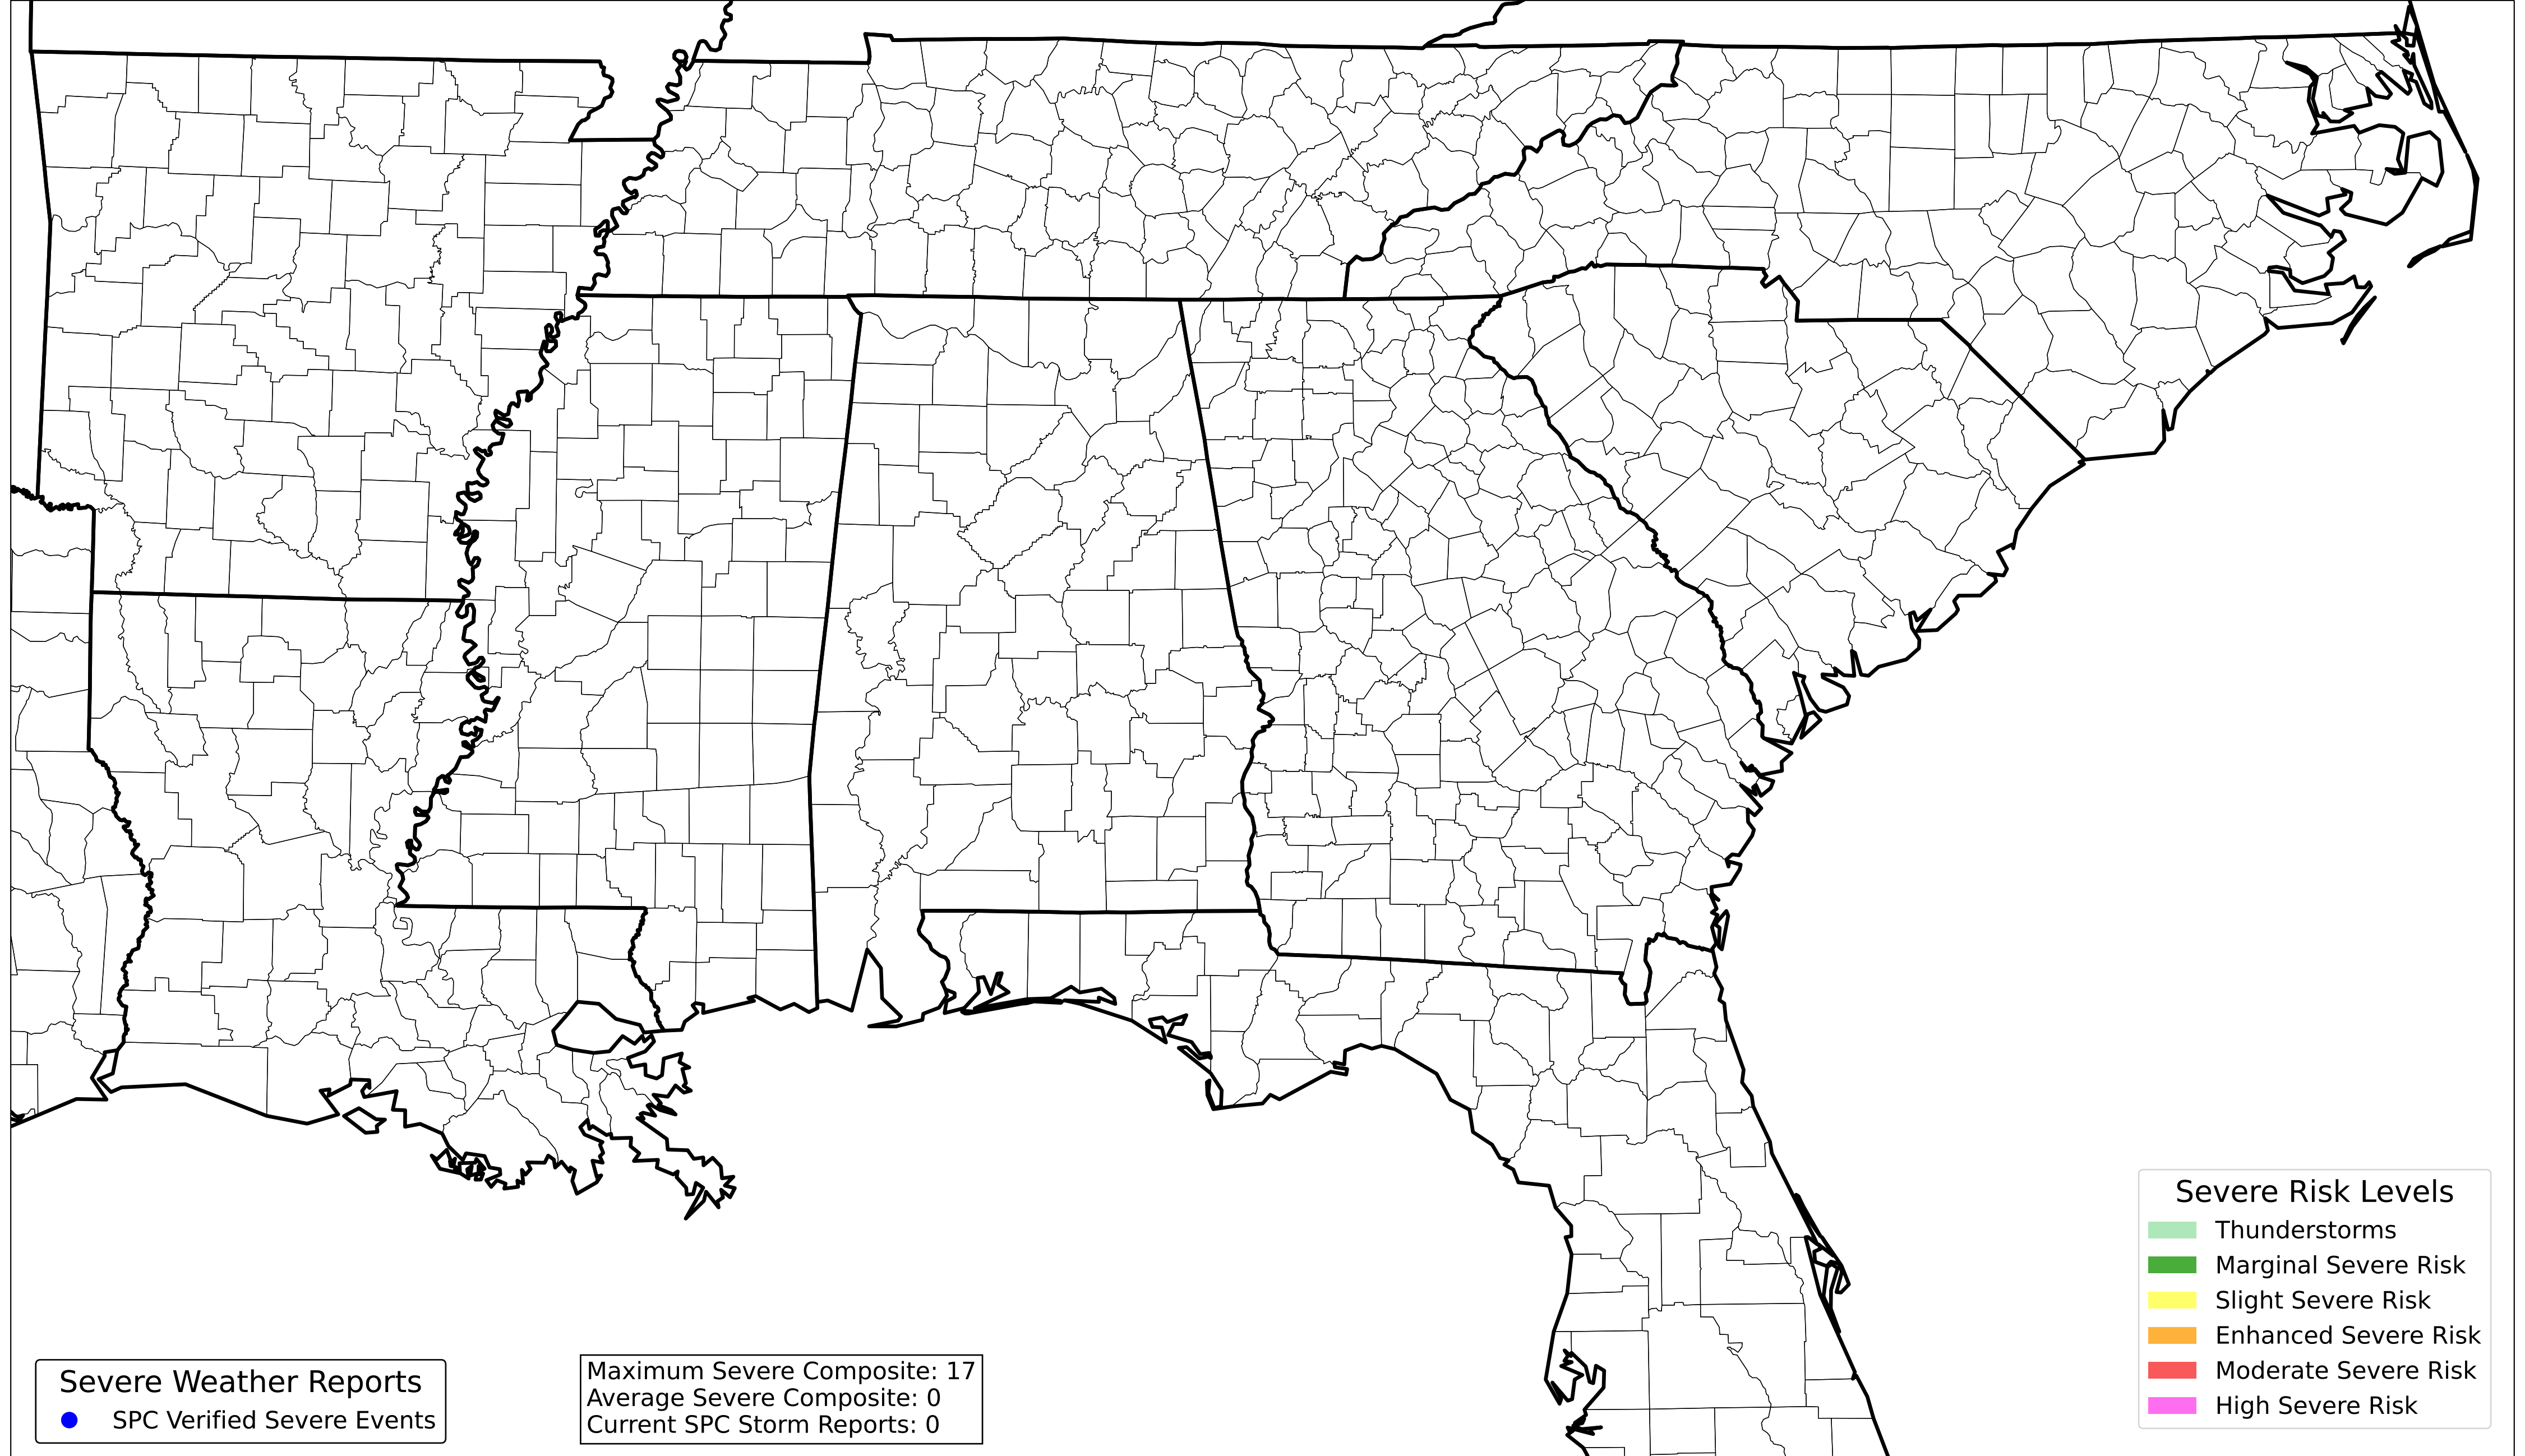 Severe Weather Reports
SPC Verified Severe Events
Maximum Severe Composite: 17
Average Severe Composite: 0
Current SPC Storm Reports: 0
Severe Risk Levels
Thunderstorms
Marginal Severe Risk
Slight Severe Risk
Enhanced Severe Risk
Moderate Severe Risk
High Severe Risk